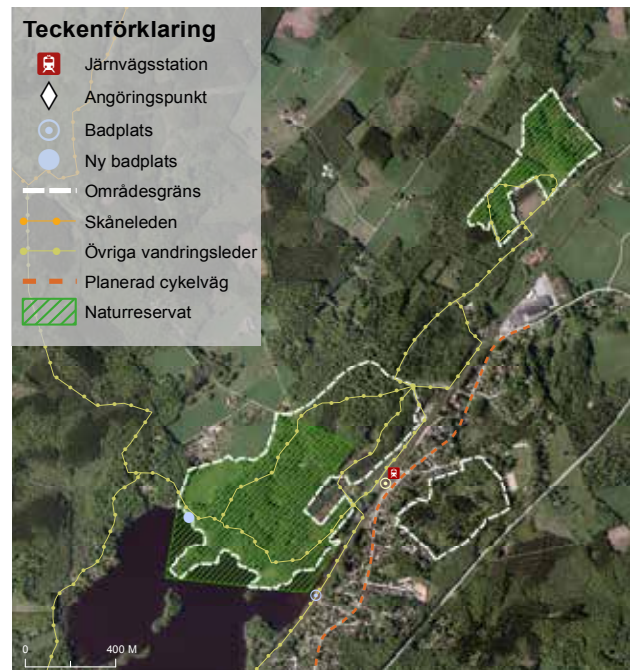 Teckenförklaring
Järnvägsstation
Angöringspunkt
Badplats
Ny badplats
Områdesgräns
Skåneleden
Övriga vandringsleder
Planerad cykelväg
Naturreservat
0 400 M